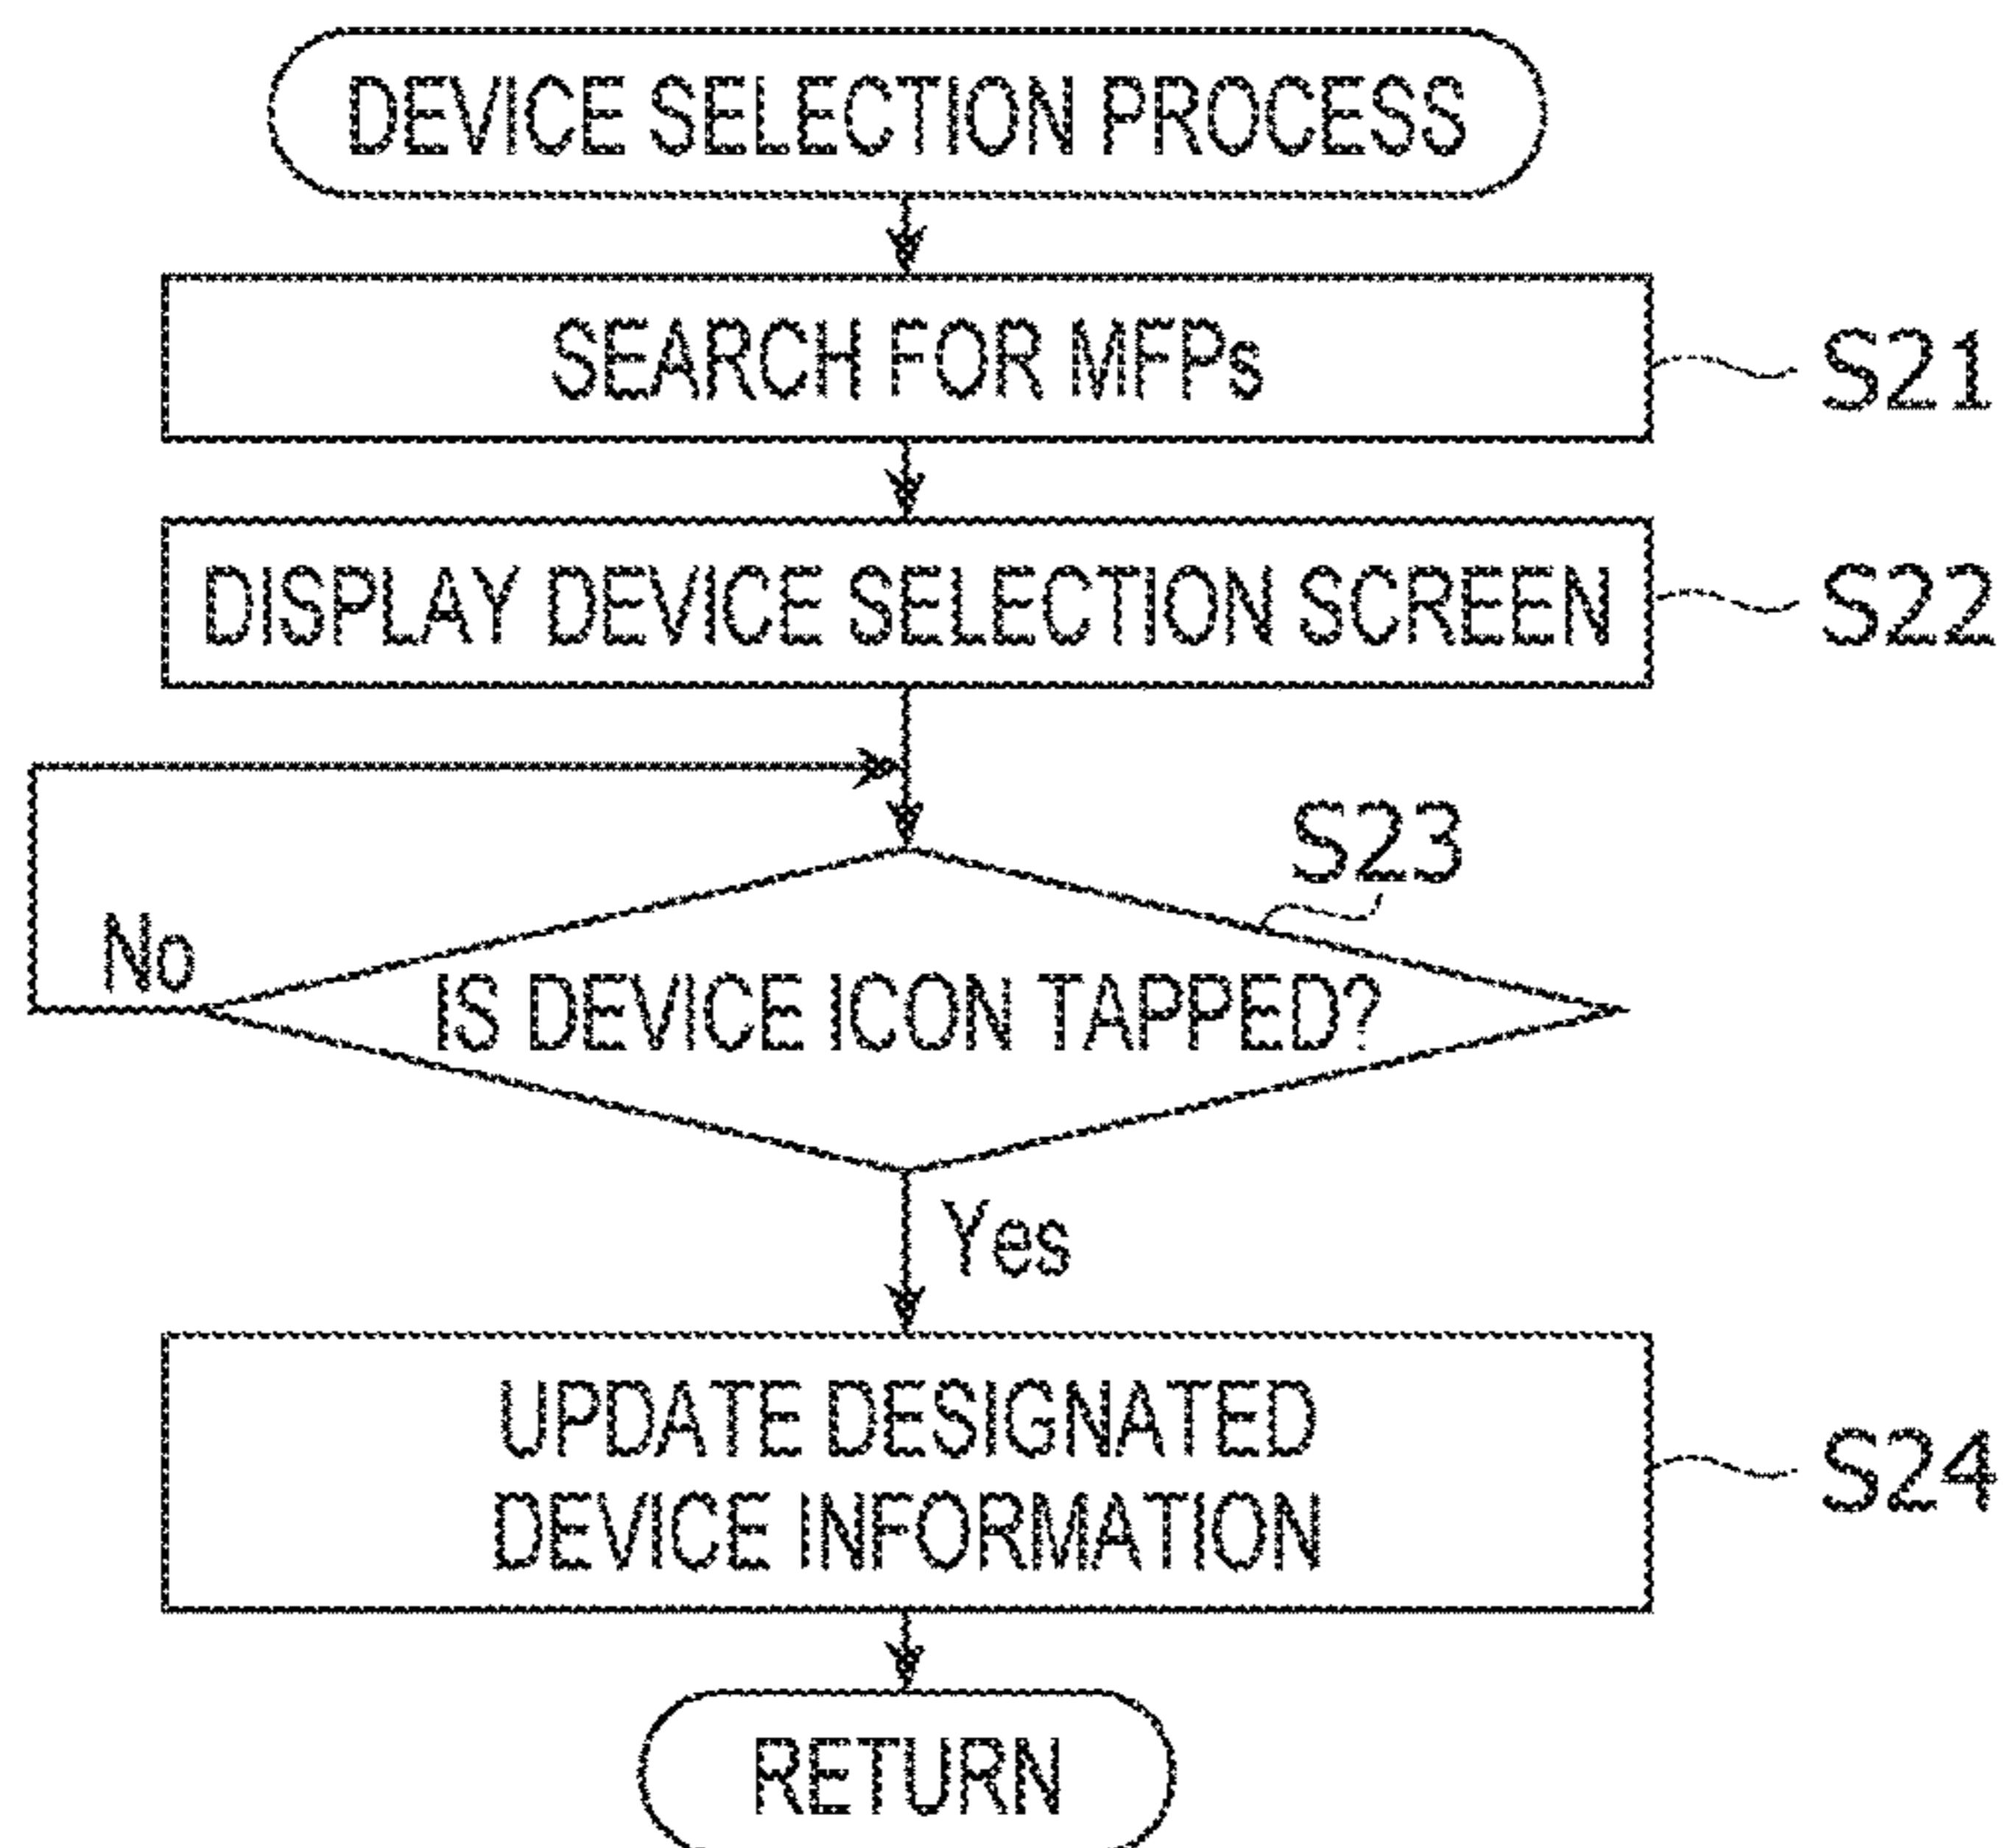 DEVICE SELECTION PROCESS
SEARCH FOR MFPs
S21
DISPLAY DEVICE SELECTION SCREEN
S22
S23
No
IS DEVICE ICON TAPPED?
Yes
UPDATE DESIGNATED
DEVICE INFORMATION
S24
RETURN